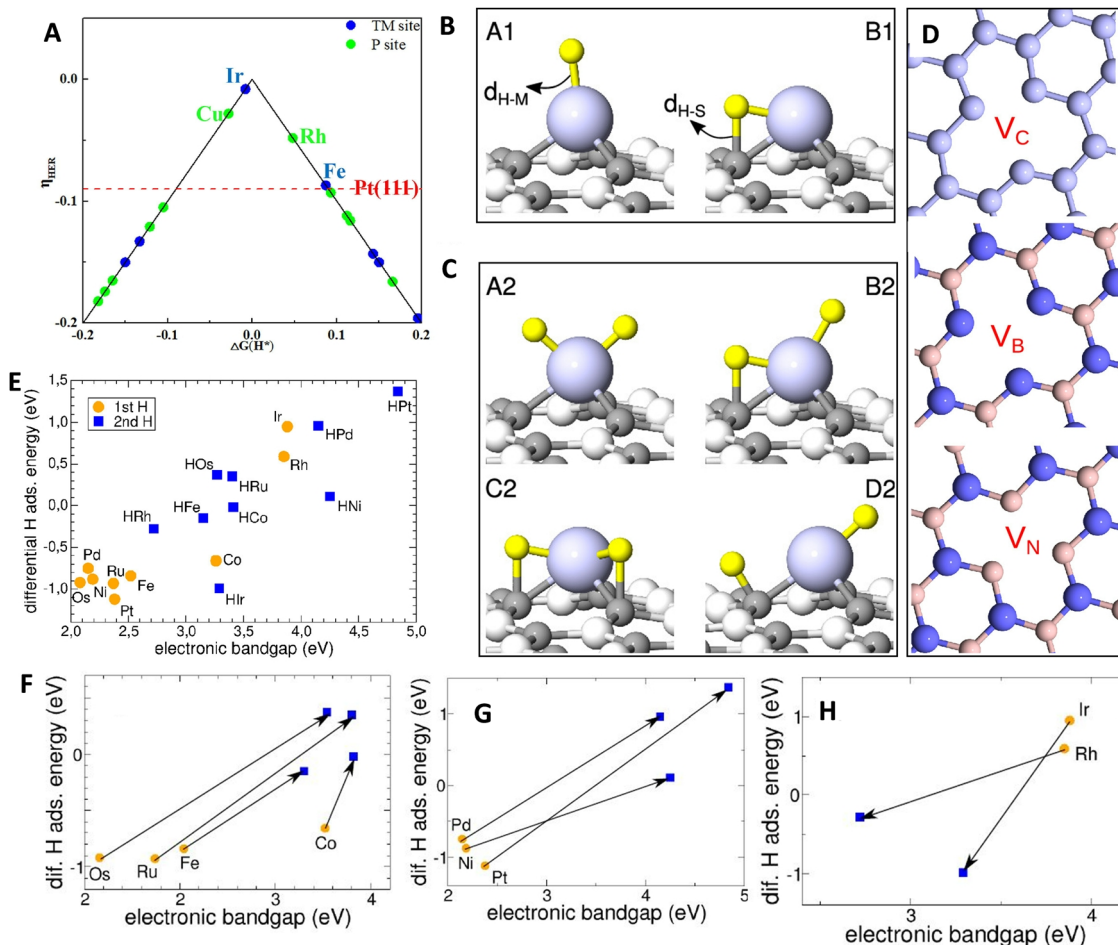 A
TM site
P site
Ir
0.0
Cu
Rh
Fe
Pt(111)
ηHER
-0.1
-0.2
-0.2
-0.1
0.0
0.1
0.2
ΔG(H*)
B
A1
B1
dH-M
dH-S
C
A2
B2
C2
D2
D
VC
VB
VN
E
1st H
2nd H
differential H ads. energy (eV)
1,5
1,0
0,5
0,0
-0,5
-1,0
HPt
Ir
HPd
Rh
HOs
HRu
HNi
HRh
HFe
HCo
Pd
Ru
Co
Os
Ni
Fe
Pt
HIr
2,0
2,5
3,0
3,5
4,0
4,5
5,0
electronic bandgap (eV)
F
dif. H ads. energy (eV)
0
-1
Os
Ru
Fe
Co
2
3
4
electronic bandgap (eV)
G
dif. H ads. energy (eV)
1
0
-1
Pd
Ni
Pt
2
3
4
5
electronic bandgap (eV)
H
dif. H ads. energy (eV)
1
0
-1
Ir
Rh
3
4
electronic bandgap (eV)